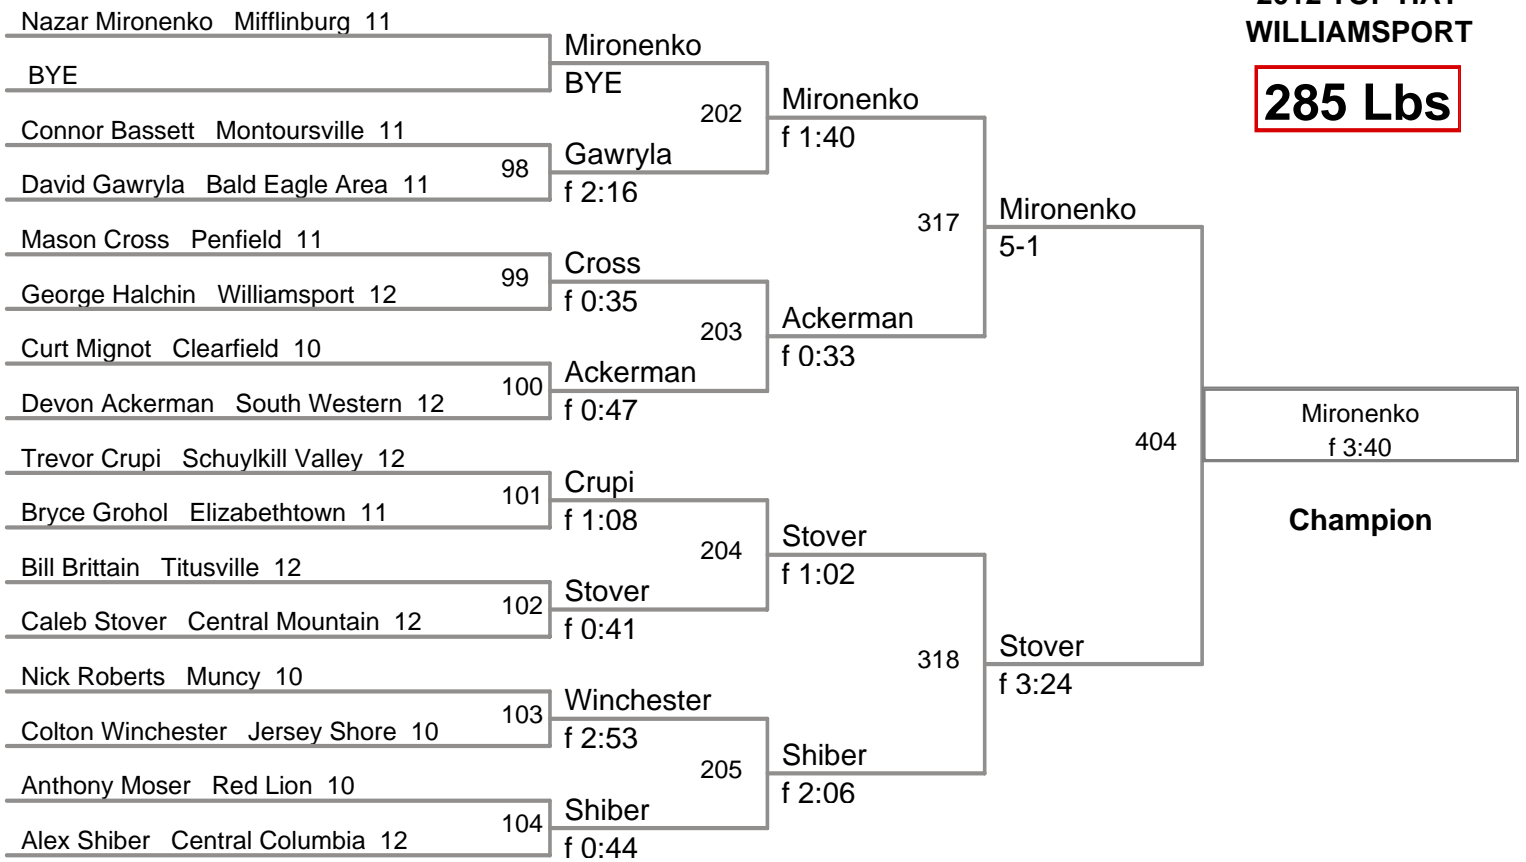 WILLIAMSPORT
285 Lbs
Nazar Mironenko Mifflinburg 11
BYE
Connor Bassett Montoursville 11
David Gawryla Bald Eagle Area 11
Mason Cross Penfield 11
George Halchin Williamsport 12
Curt Mignot Clearfield 10
Devon Ackerman South Western 12
Trevor Crupi Schuylkill Valley 12
Bryce Grohol Elizabethtown 11
Bill Brittain Titusville 12
Caleb Stover Central Mountain 12
Nick Roberts Muncy 10
Colton Winchester Jersey Shore 10
Anthony Moser Red Lion 10
Alex Shiber Central Columbia 12
98
99
100
101
102
103
104
Mironenko
BYE
Gawryla
f 2:16
Cross
f 0:35
Ackerman
f 0:47
Crupi
f 1:08
Stover
f 0:41
Winchester
f 2:53
Shiber
f 0:44
202
203
204
205
Mironenko
f 1:40
Ackerman
f 0:33
Stover
f 1:02
Shiber
f 2:06
317
318
Mironenko
5-1
Stover
f 3:24
404
Mironenko
f 3:40
Champion